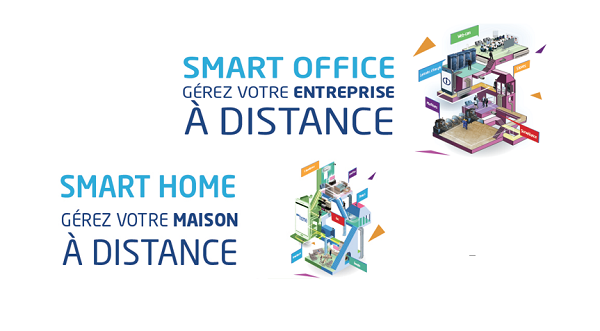 SMART OFFICE
GÉREZ VOTRE ENTREPRISE
À DISTANCE
SMART HOME
GÉREZ VOTRE MAISON
À DISTANCE